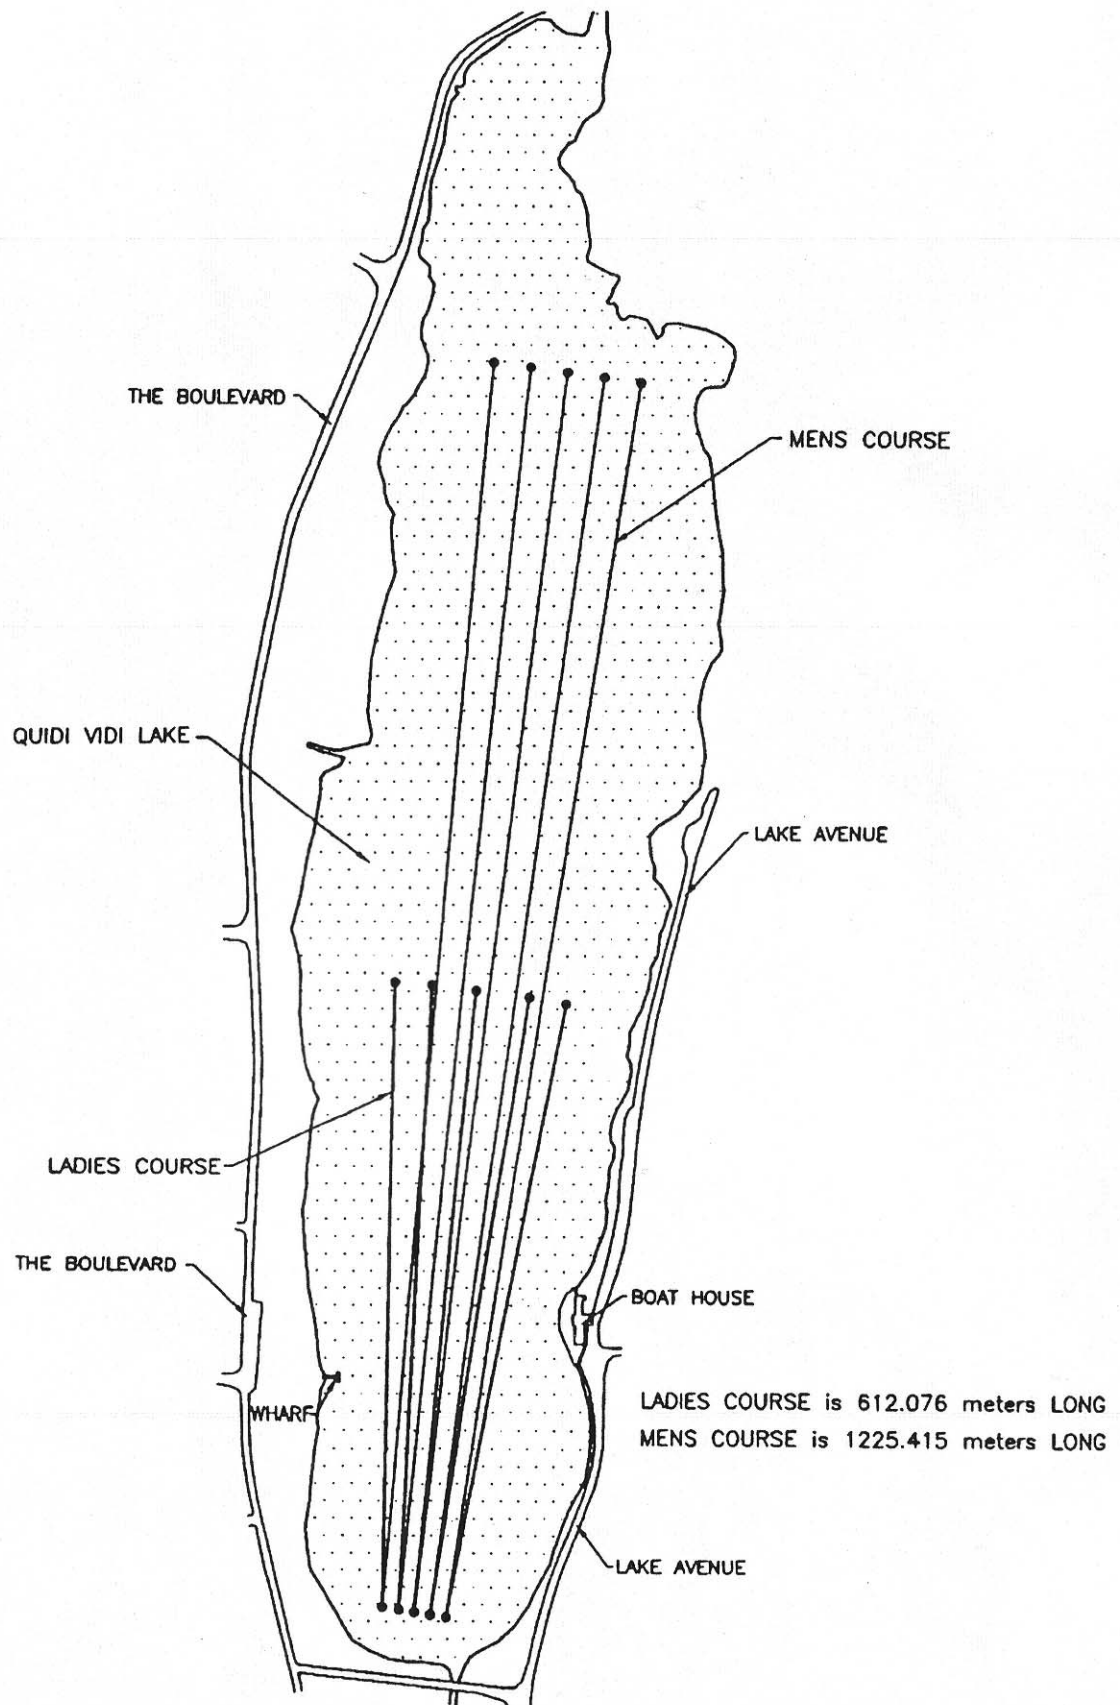 THE BOULEVARD
MENS COURSE
QUIDI VIDI LAKE
LAKE AVENUE
LADIES COURSE
THE BOULEVARD
BOAT HOUSE
WHARF
LADIES COURSE is 612.076 meters LONG
MENS COURSE is 1225.415 meters LONG
LAKE AVENUE